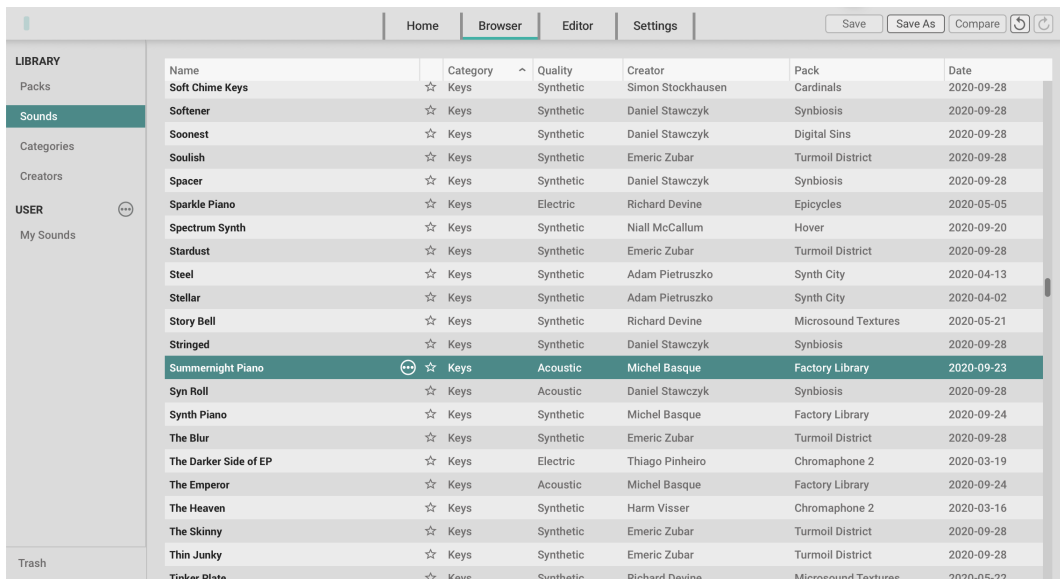 Home Browser Editor Settings Save Save As Compare
LIBRARY
Packs
Sounds
Categories
Creators
USER
My Sounds
Trash
Name Category Quality Creator Pack Date
Soft Chime Keys Keys Synthetic Simon Stockhausen Cardinals 2020-09-28
Softener Keys Synthetic Daniel Stawczyk Synbiosis 2020-09-28
Soonest Keys Synthetic Daniel Stawczyk Digital Sins 2020-09-28
Soulish Keys Synthetic Emeric Zubar Turmoil District 2020-09-28
Spacer Keys Synthetic Daniel Stawczyk Synbiosis 2020-09-28
Sparkle Piano Keys Electric Richard Devine Epicycles 2020-05-05
Spectrum Synth Keys Synthetic Niall McCallum Hover 2020-09-20
Stardust Keys Synthetic Emeric Zubar Turmoil District 2020-09-28
Steel Keys Synthetic Adam Pietruszko Synth City 2020-04-13
Stellar Keys Synthetic Adam Pietruszko Synth City 2020-04-02
Story Bell Keys Synthetic Richard Devine Microsound Textures 2020-05-21
Stringed Keys Synthetic Daniel Stawczyk Synbiosis 2020-09-28
Summernight Piano Keys Acoustic Michel Basque Factory Library 2020-09-23
Syn Roll Keys Acoustic Daniel Stawczyk Synbiosis 2020-09-28
Synth Piano Keys Synthetic Michel Basque Factory Library 2020-09-24
The Blur Keys Synthetic Emeric Zubar Turmoil District 2020-09-28
The Darker Side of EP Keys Electric Thiago Pinheiro Chromaphone 2 2020-03-19
The Emperor Keys Acoustic Michel Basque Factory Library 2020-09-24
The Heaven Keys Synthetic Harm Visser Chromaphone 2 2020-03-16
The Skinny Keys Synthetic Emeric Zubar Turmoil District 2020-09-28
Thin Junky Keys Synthetic Emeric Zubar Turmoil District 2020-09-28
Tinker Plate Keys Synthetic Richard Devine Microsound Textures 2020-05-22